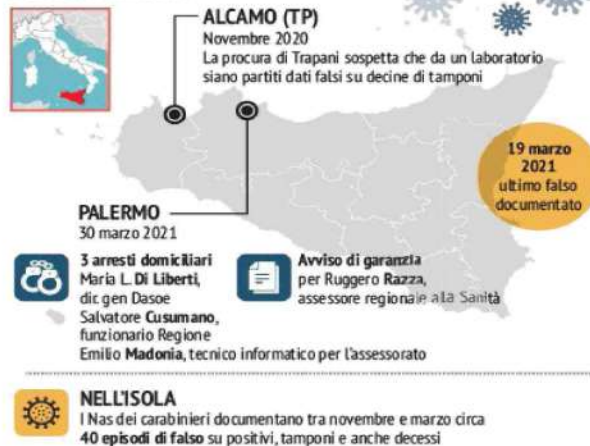 ALCAMO (TP)
Novembre 2020
La procura di Trapani sospetta che da un laboratorio
siano partiti dati falsi su decine di tamponi
19 marzo
2021
ultimo falso
documentato
PALERMO
30 marzo 2021
3 arresti domiciliari
Maria L. Di Liberti,
dir. gen Dasoe
Salvatore Cusumano,
funzionario Regione
Emilio Madonia, tecnico informatico per l'assessorato
Avviso di garanzia
per Ruggero Razza,
assessore regionale alla Sanità
NELL'ISOLA
I Nas dei carabinieri documentano tra novembre e marzo circa
40 episodi di falso su positivi, tamponi e anche decessi